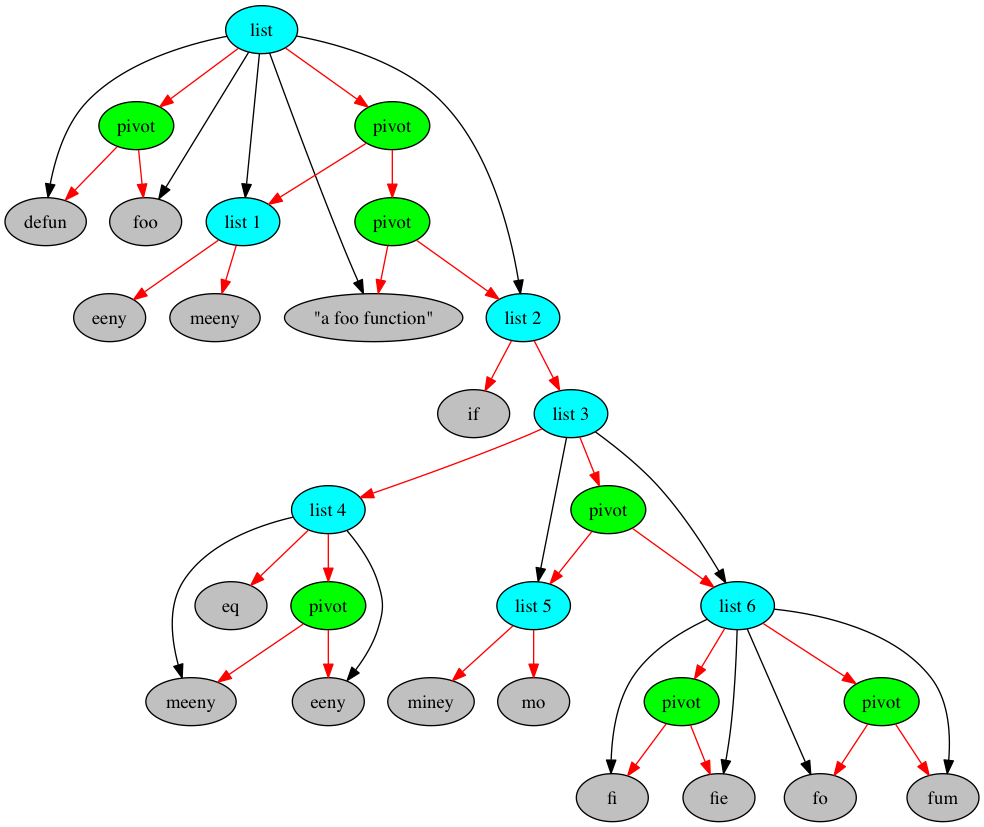 list
pivot
pivot
defun
foo
list 1
pivot
eeny
meeny
"a foo function"
list 2
if
list 3
list 4
pivot
eq
pivot
list 5
list 6
meeny
eeny
miney
mo
pivot
pivot
fi
fie
fo
fum